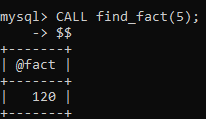 mysql> CALL find_fact(5);
    -> $$
+-------+
| @fact |
+-------+
|   120 |
+-------+